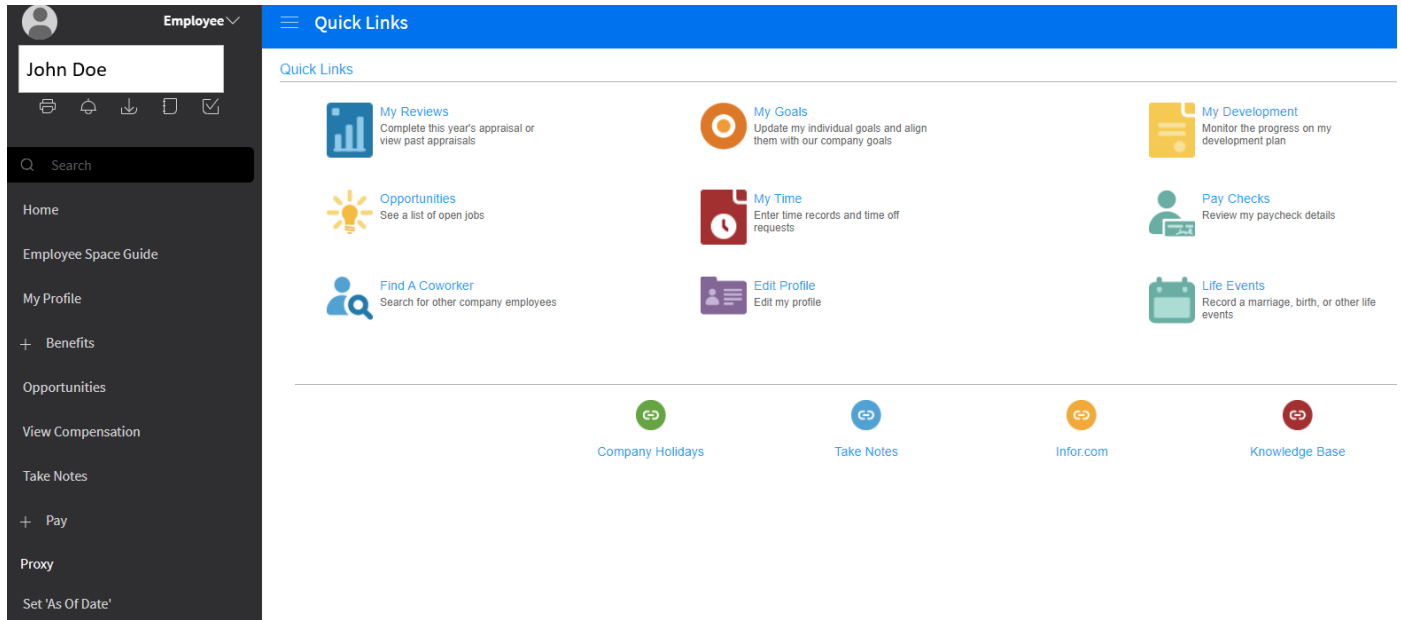 Employee
John Doe
Search
Home
Employee Space Guide
My Profile
+ Benefits
Opportunities
View Compensation
Take Notes
+ Pay
Proxy
Set 'As Of Date'
Quick Links
Quick Links
My Reviews
Complete this year's appraisal or
view past appraisals
My Goals
Update my individual goals and align
them with our company goals
My Development
Monitor the progress on my
development plan
Opportunities
See a list of open jobs
My Time
Enter time records and time off
requests
Pay Checks
Review my paycheck details
Find A Coworker
Search for other company employees
Edit Profile
Edit my profile
Life Events
Record a marriage, birth, or other life
events
Company Holidays
Take Notes
Infor.com
Knowledge Base